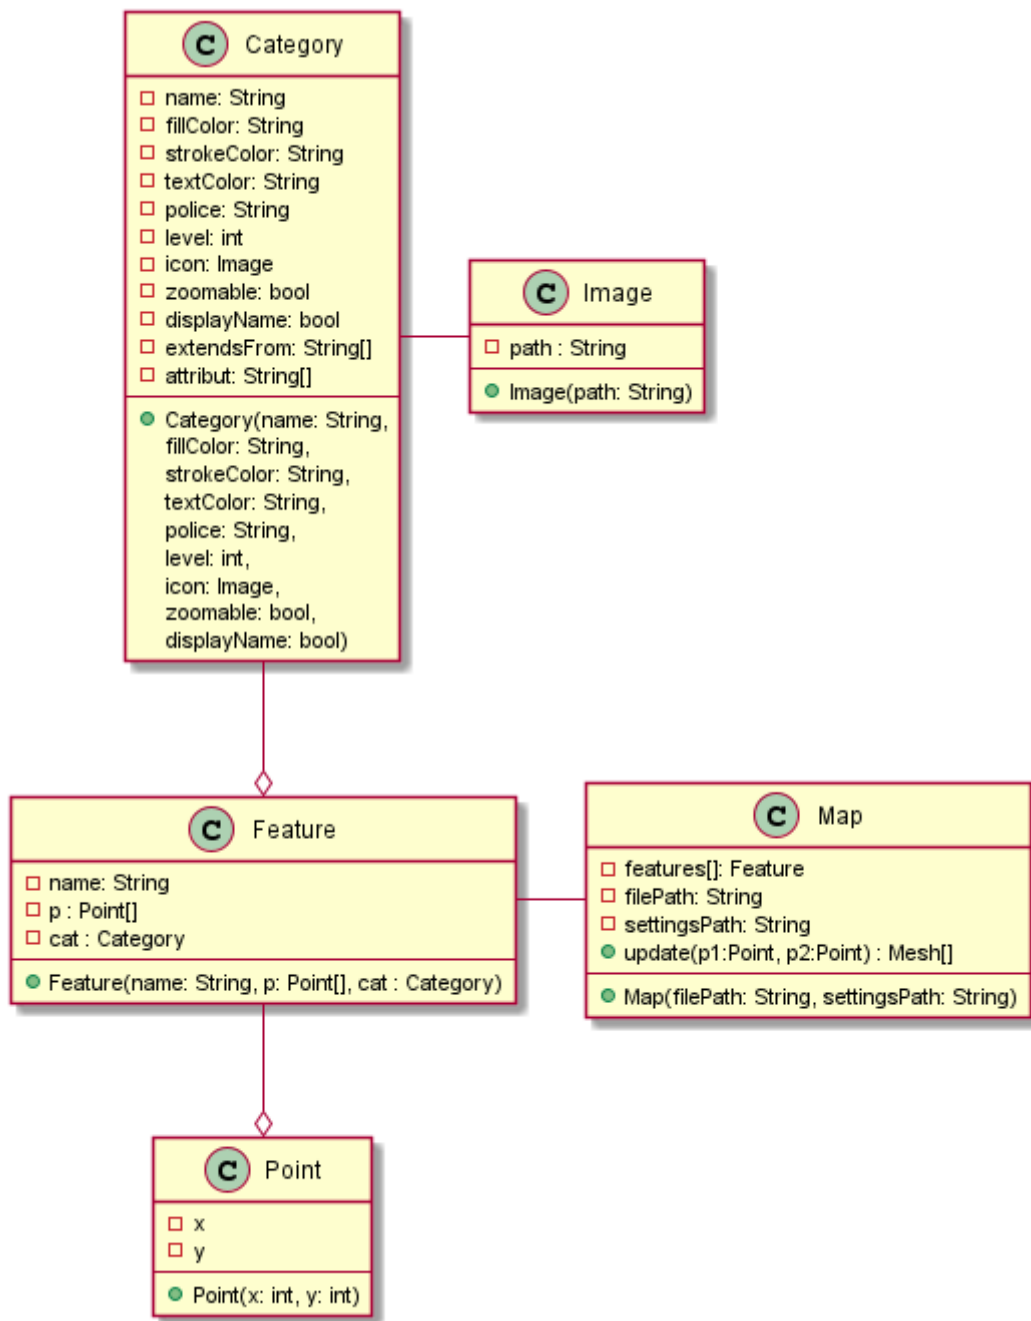 C Category
name: String
fillColor: String
strokeColor: String
textColor: String
police: String
level: int
icon: Image
zoomable: bool
displayName: bool
extendsFrom: String[]
attribut: String[]
Category(name: String,
fillColor: String,
strokeColor: String,
textColor: String,
police: String,
level: int,
icon: Image,
zoomable: bool,
displayName: bool)
C Image
path : String
Image(path: String)
C Feature
name: String
p : Point[]
cat : Category
Feature(name: String, p: Point[], cat : Category)
C Map
features[]: Feature
filePath: String
settingsPath: String
update(p1:Point, p2:Point) : Mesh[]
Map(filePath: String, settingsPath: String)
C Point
x
y
Point(x: int, y: int)